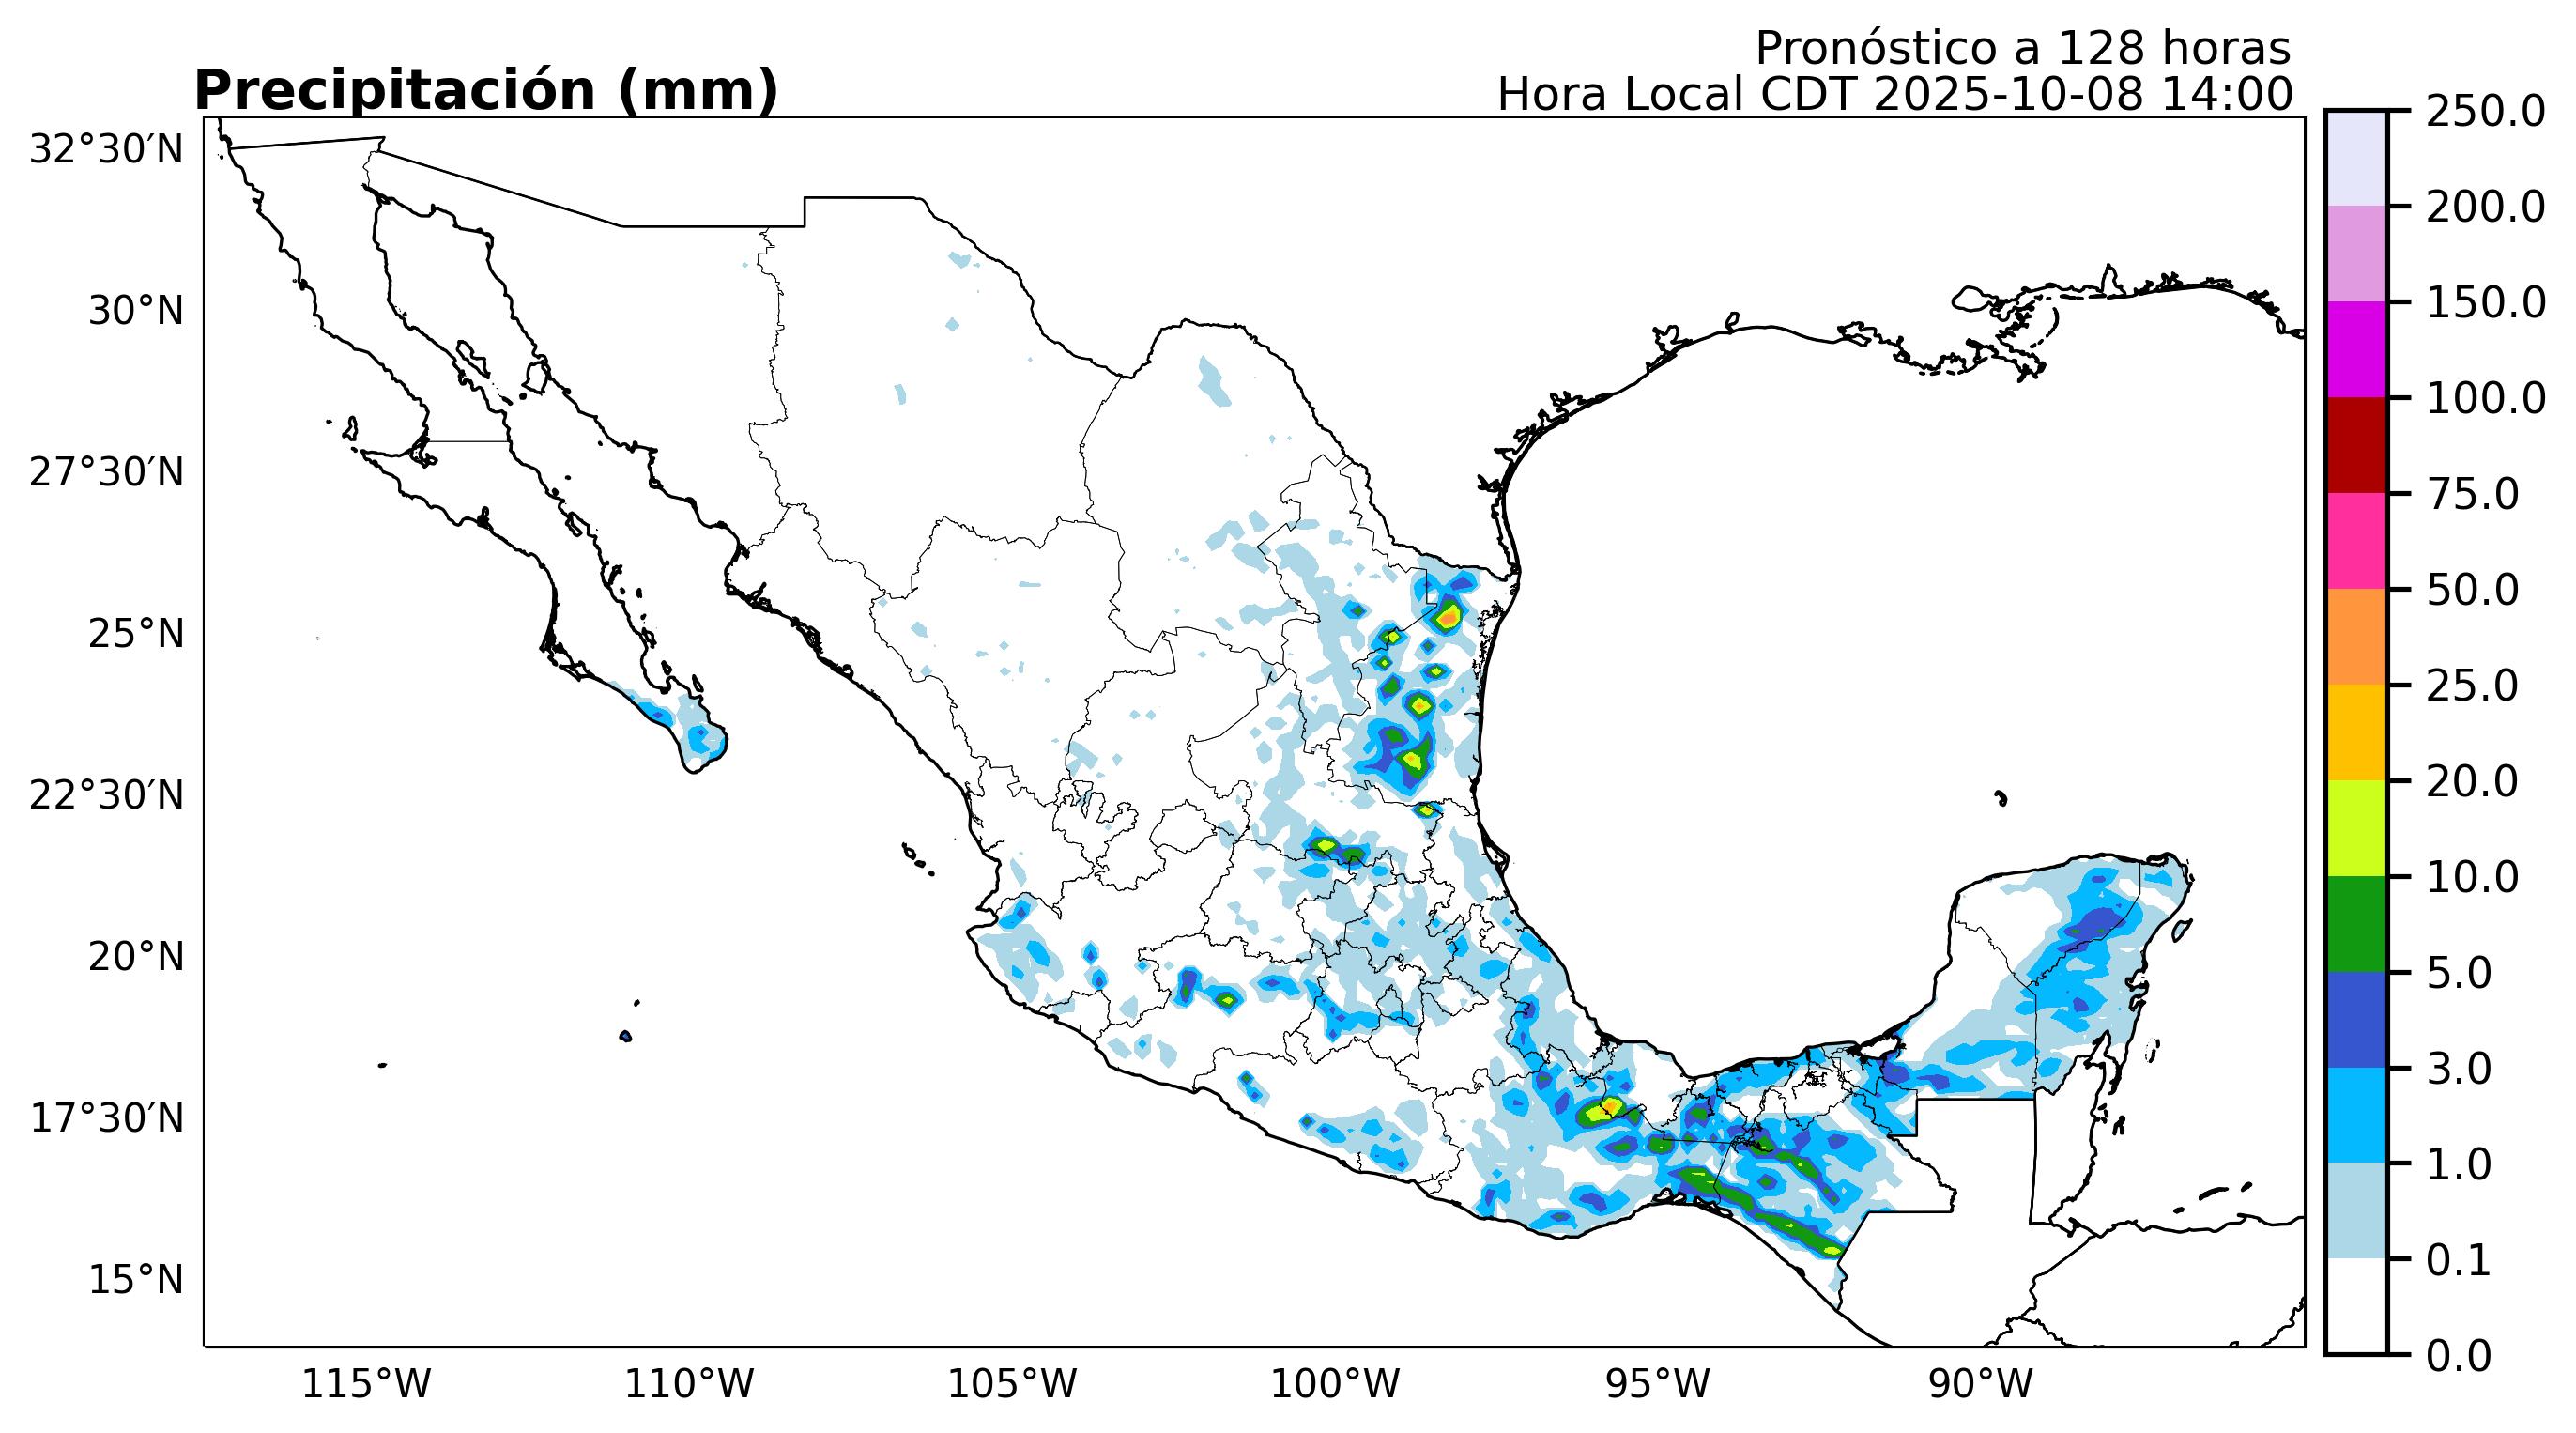 Pronóstico a 128 horas
Precipitación (mm)
Hora Local CDT 2025-10-08 14:00
32°30′N
30°N
27°30′N
25°N
22°30′N
20°N
17°30′N
15°N
115°W
110°W
105°W
100°W
95°W
90°W
250.0
200.0
150.0
100.0
75.0
50.0
25.0
20.0
10.0
5.0
3.0
1.0
0.1
0.0